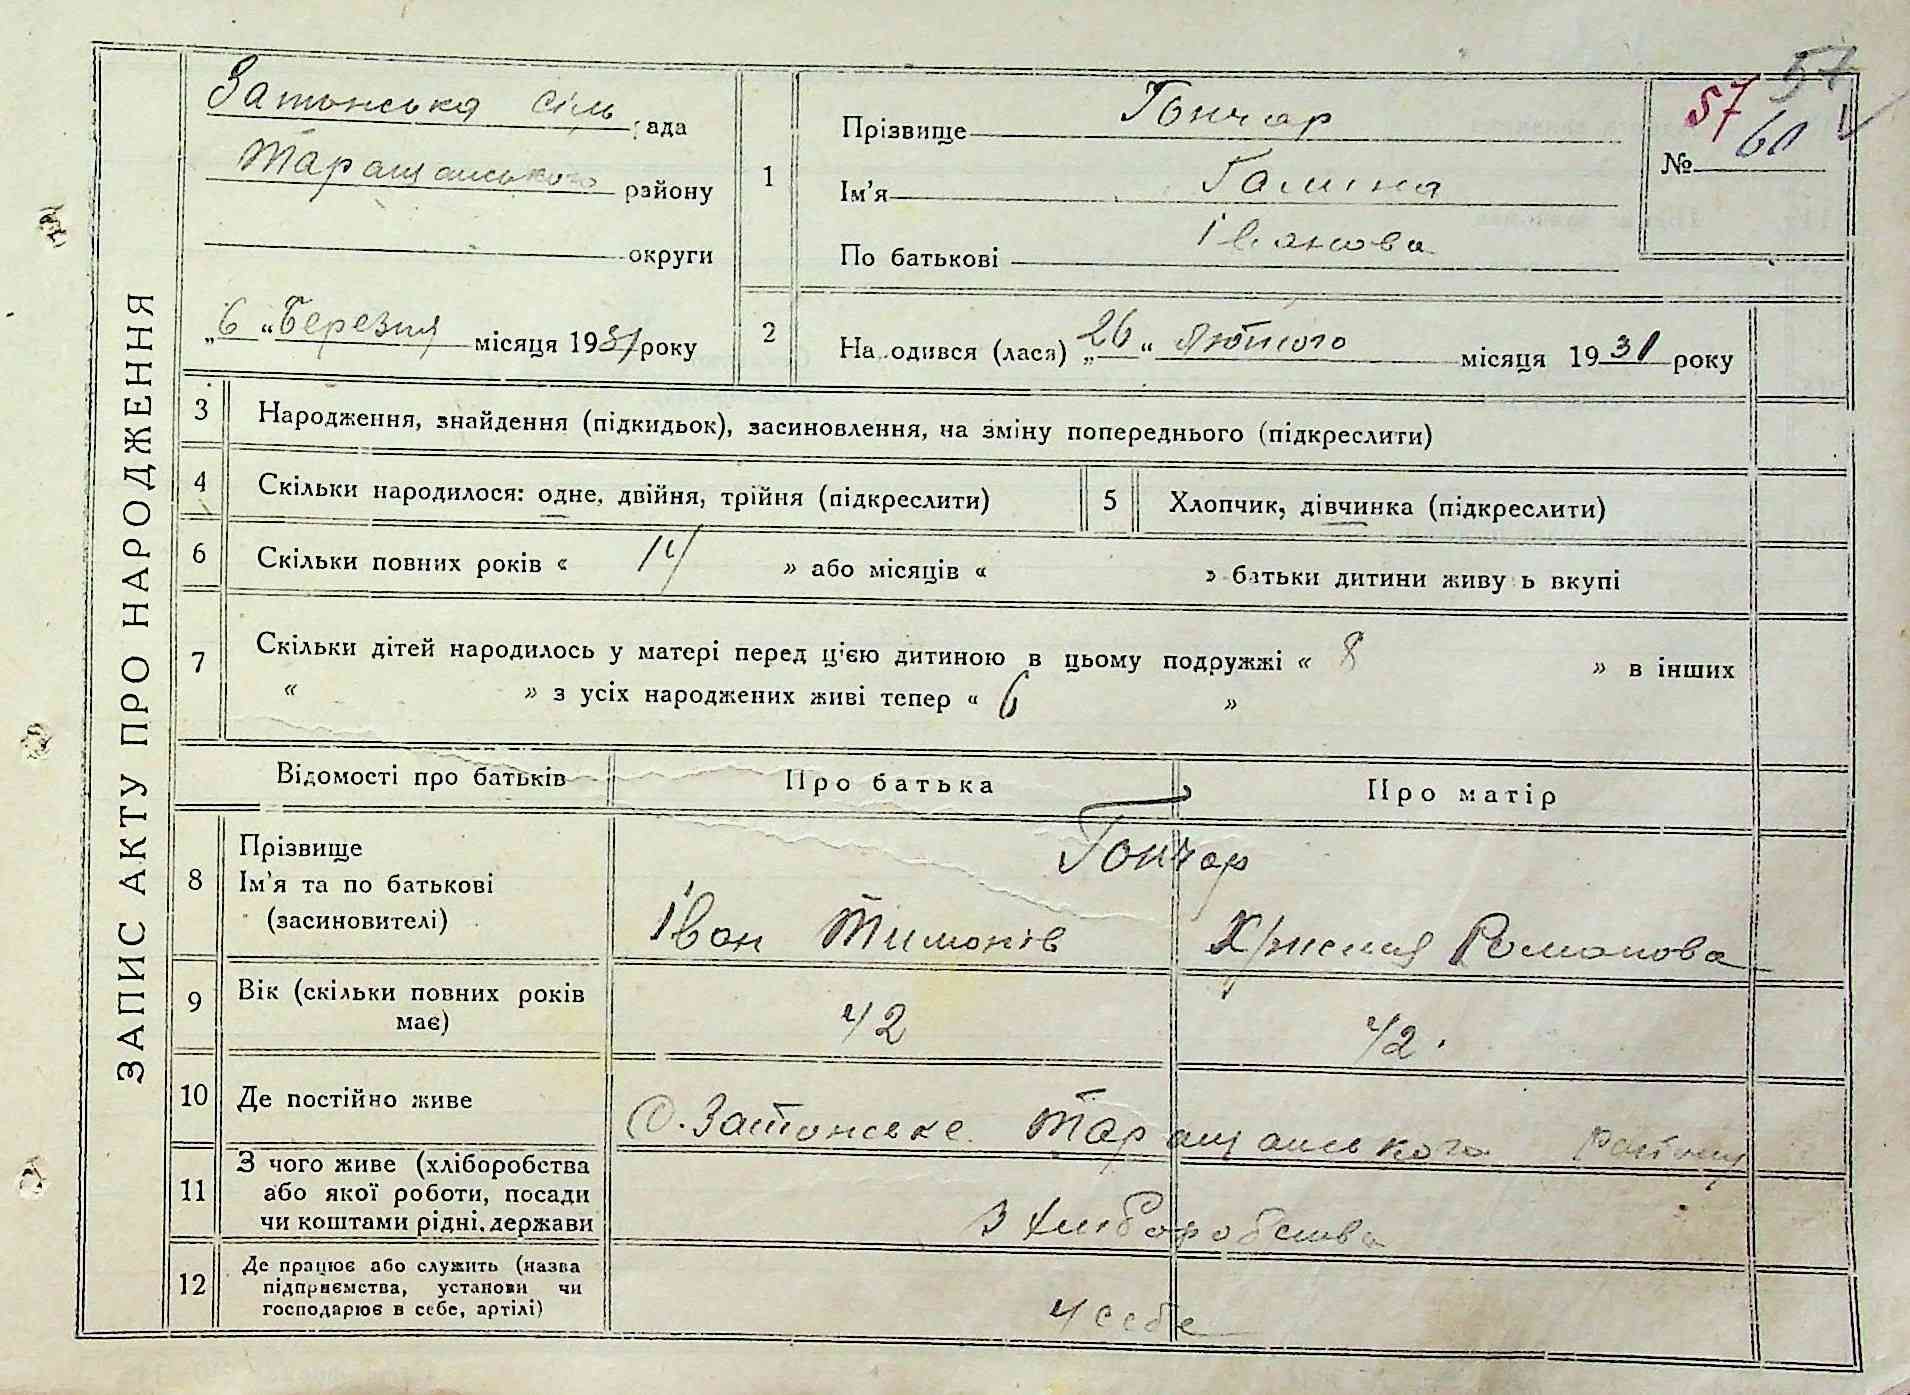 ЗАПИС АКТУ ПРО НАРОДЖЕННЯ
57
57
№ 60
Затонська сіль рада
Таращанського району
округи
„6“ Березня місяця 1931 року
1
Прізвище Гончар
Ім’я Галина
По батькові Іванова
2
Народився (лася) „26“ Лютого місяця 1931 року
3 Народження, знайдення (підкидьок), засиновлення, на зміну попереднього (підкреслити)
4 Скільки народилося: одне, двійня, трійня (підкреслити)
5 Хлопчик, дівчинка (підкреслити)
6 Скільки повних років « 14 » або місяців « » батьки дитини живуть вкупі
7 Скільки дітей народилось у матері перед цією дитиною в цьому подружжі « 8 » в інших
« » з усіх народжених живі тепер « 6 »
Відомості про батьків Про батька Про матір
8 Прізвище
Ім’я та по батькові
(засиновителі)
Гончар
Іван Тимошів
Романова
9 Вік (скільки повних років
має)
42
42.
10 Де постійно живе
С. Затонське Таращанського району
11 З чого живе (хліборобства
або якої роботи, посади
чи коштами рідні, держави
З хліборобства
12 Де працює або служить (назва
підприємства, установи чи
господарює в себе, артілі)
у себе